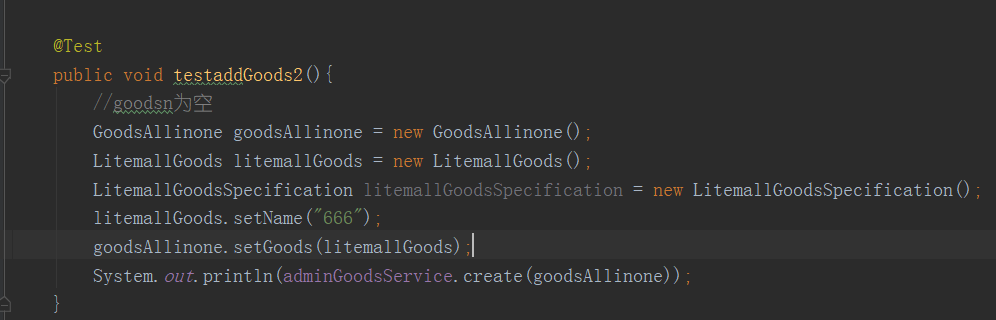 @Test
public void testaddGoods2(){
//goodsn为空
GoodsAllinone goodsAllinone = new GoodsAllinone();
LitemallGoods litemallGoods = new LitemallGoods();
LitemallGoodsSpecification litemallGoodsSpecification = new LitemallGoodsSpecification();
litemallGoods.setName("666");
goodsAllinone.setGoods(litemallGoods);
System.out.println(adminGoodsService.create(goodsAllinone));
}